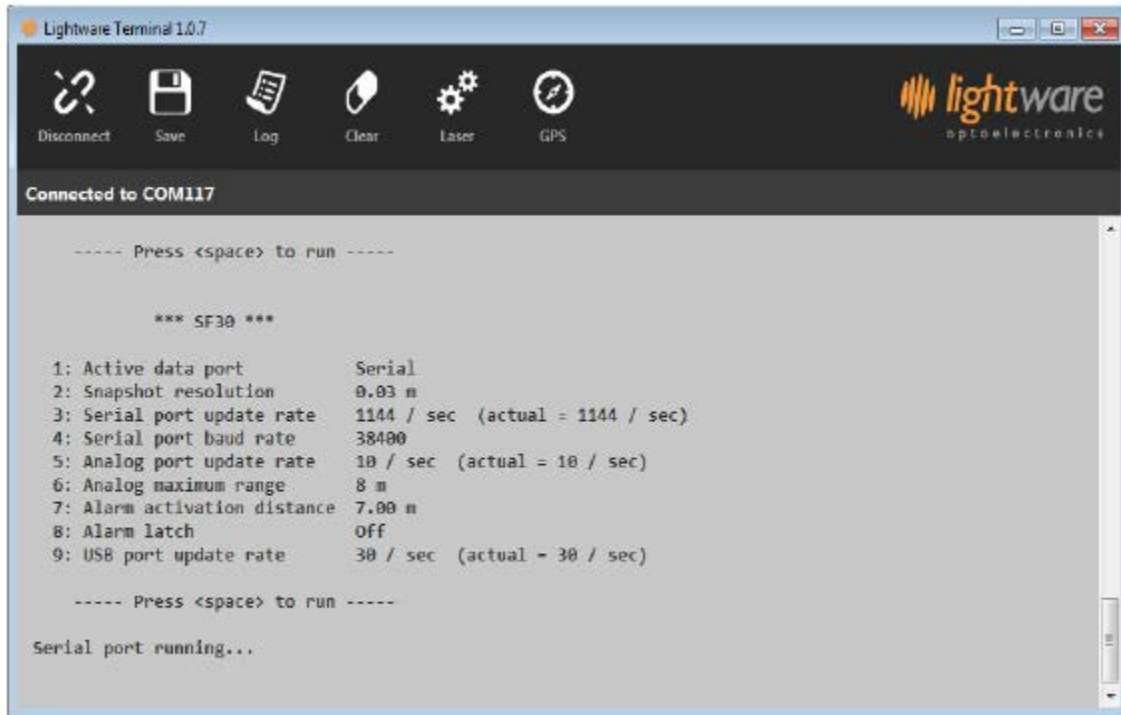 Lightware Terminal 1.0.7
Disconnect Save Log Clear Laser GPS
lightware
optoelectronics
Connected to COM117
----- Press <space> to run -----
*** SF30 ***
1: Active data port Serial
2: Snapshot resolution 0.03 m
3: Serial port update rate 1144 / sec (actual = 1144 / sec)
4: Serial port baud rate 38400
5: Analog port update rate 10 / sec (actual = 10 / sec)
6: Analog maximum range 8 m
7: Alarm activation distance 7.00 m
8: Alarm latch Off
9: USB port update rate 30 / sec (actual = 30 / sec)
----- Press <space> to run -----
Serial port running...